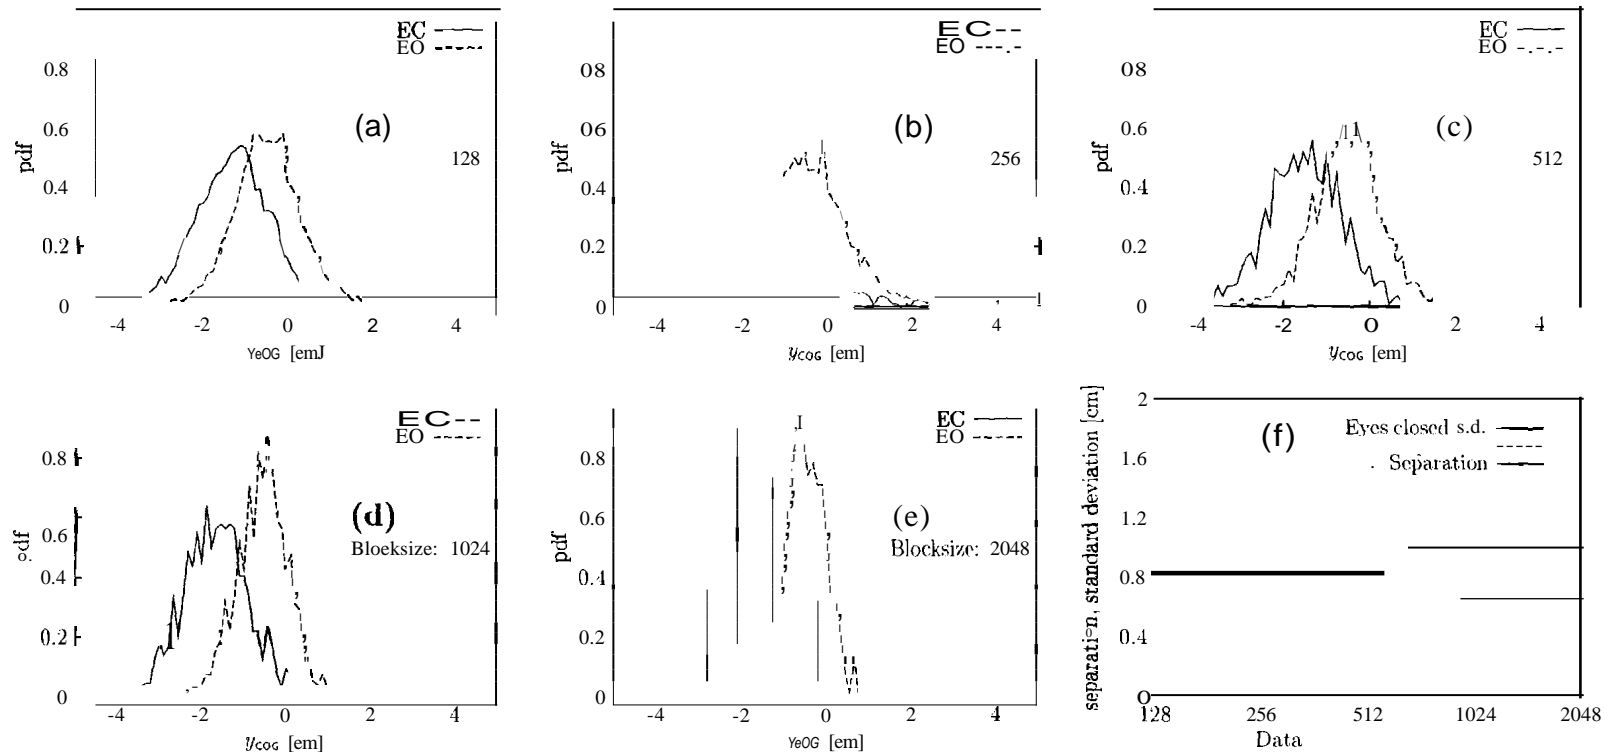 EC
EO
0.8
0.6
0.4
0.2
0
pdf
(a)
128
-4 -2 0 2 4
YeOG [emJ
EC--
EO
08
06
0.4
0.2
0
pdf
(b)
256
-4 -2 0 2 4
yCOG [em]
EC
EO
08
0.6
0.4
0.2
0
pdf
(c)
512
-4 -2 0 2 4
yCOG [em]
EC--
EO
0.8
0.6
0.4
0.2
0
pdf
(d)
Bloeksize: 1024
-4 -2 0 2 4
yCOG [em]
EC
EO
0.8
0.6
0.4
0.2
0
pdf
(e)
Blocksize: 2048
-4 -2 0 2 4
YeOG [em]
separation, standard deviation [cm]
2
1.6
1.2
0.8
0.4
0
(f)
Eyes closed s.d.
Separation
128 256 512 1024 2048
Data